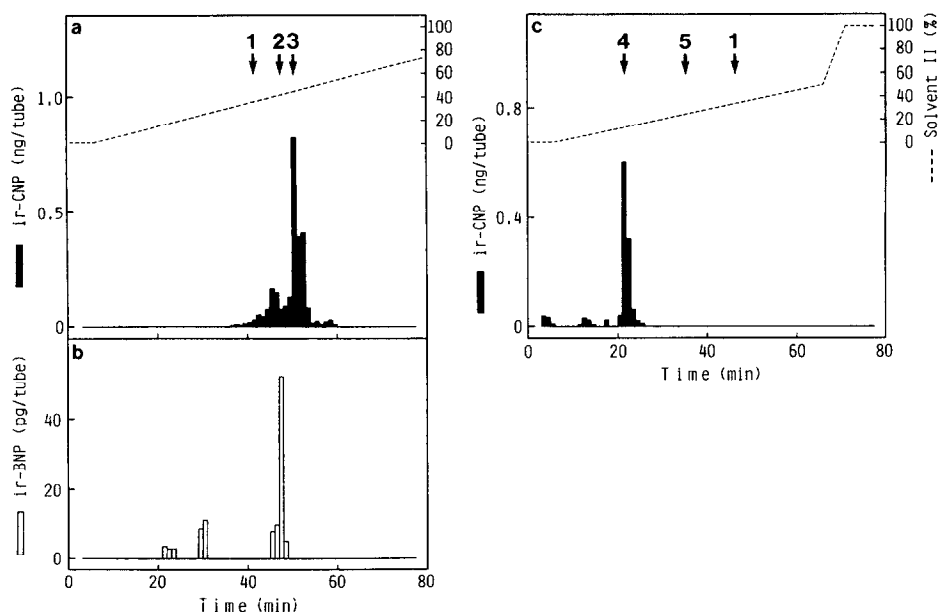 a
1 2 3
ir-CNP (ng/tube)
1.0
0.5
0
100
80
60
40
20
0
b
ir-BNP (pg/tube)
40
20
0
0 20 40 60 80
Time (min)
c
4 5 1
ir-CNP (ng/tube)
0.8
0.4
0
100
80
60
40
20
0
---- Solvent II (%)
0 20 40 60 80
Time (min)